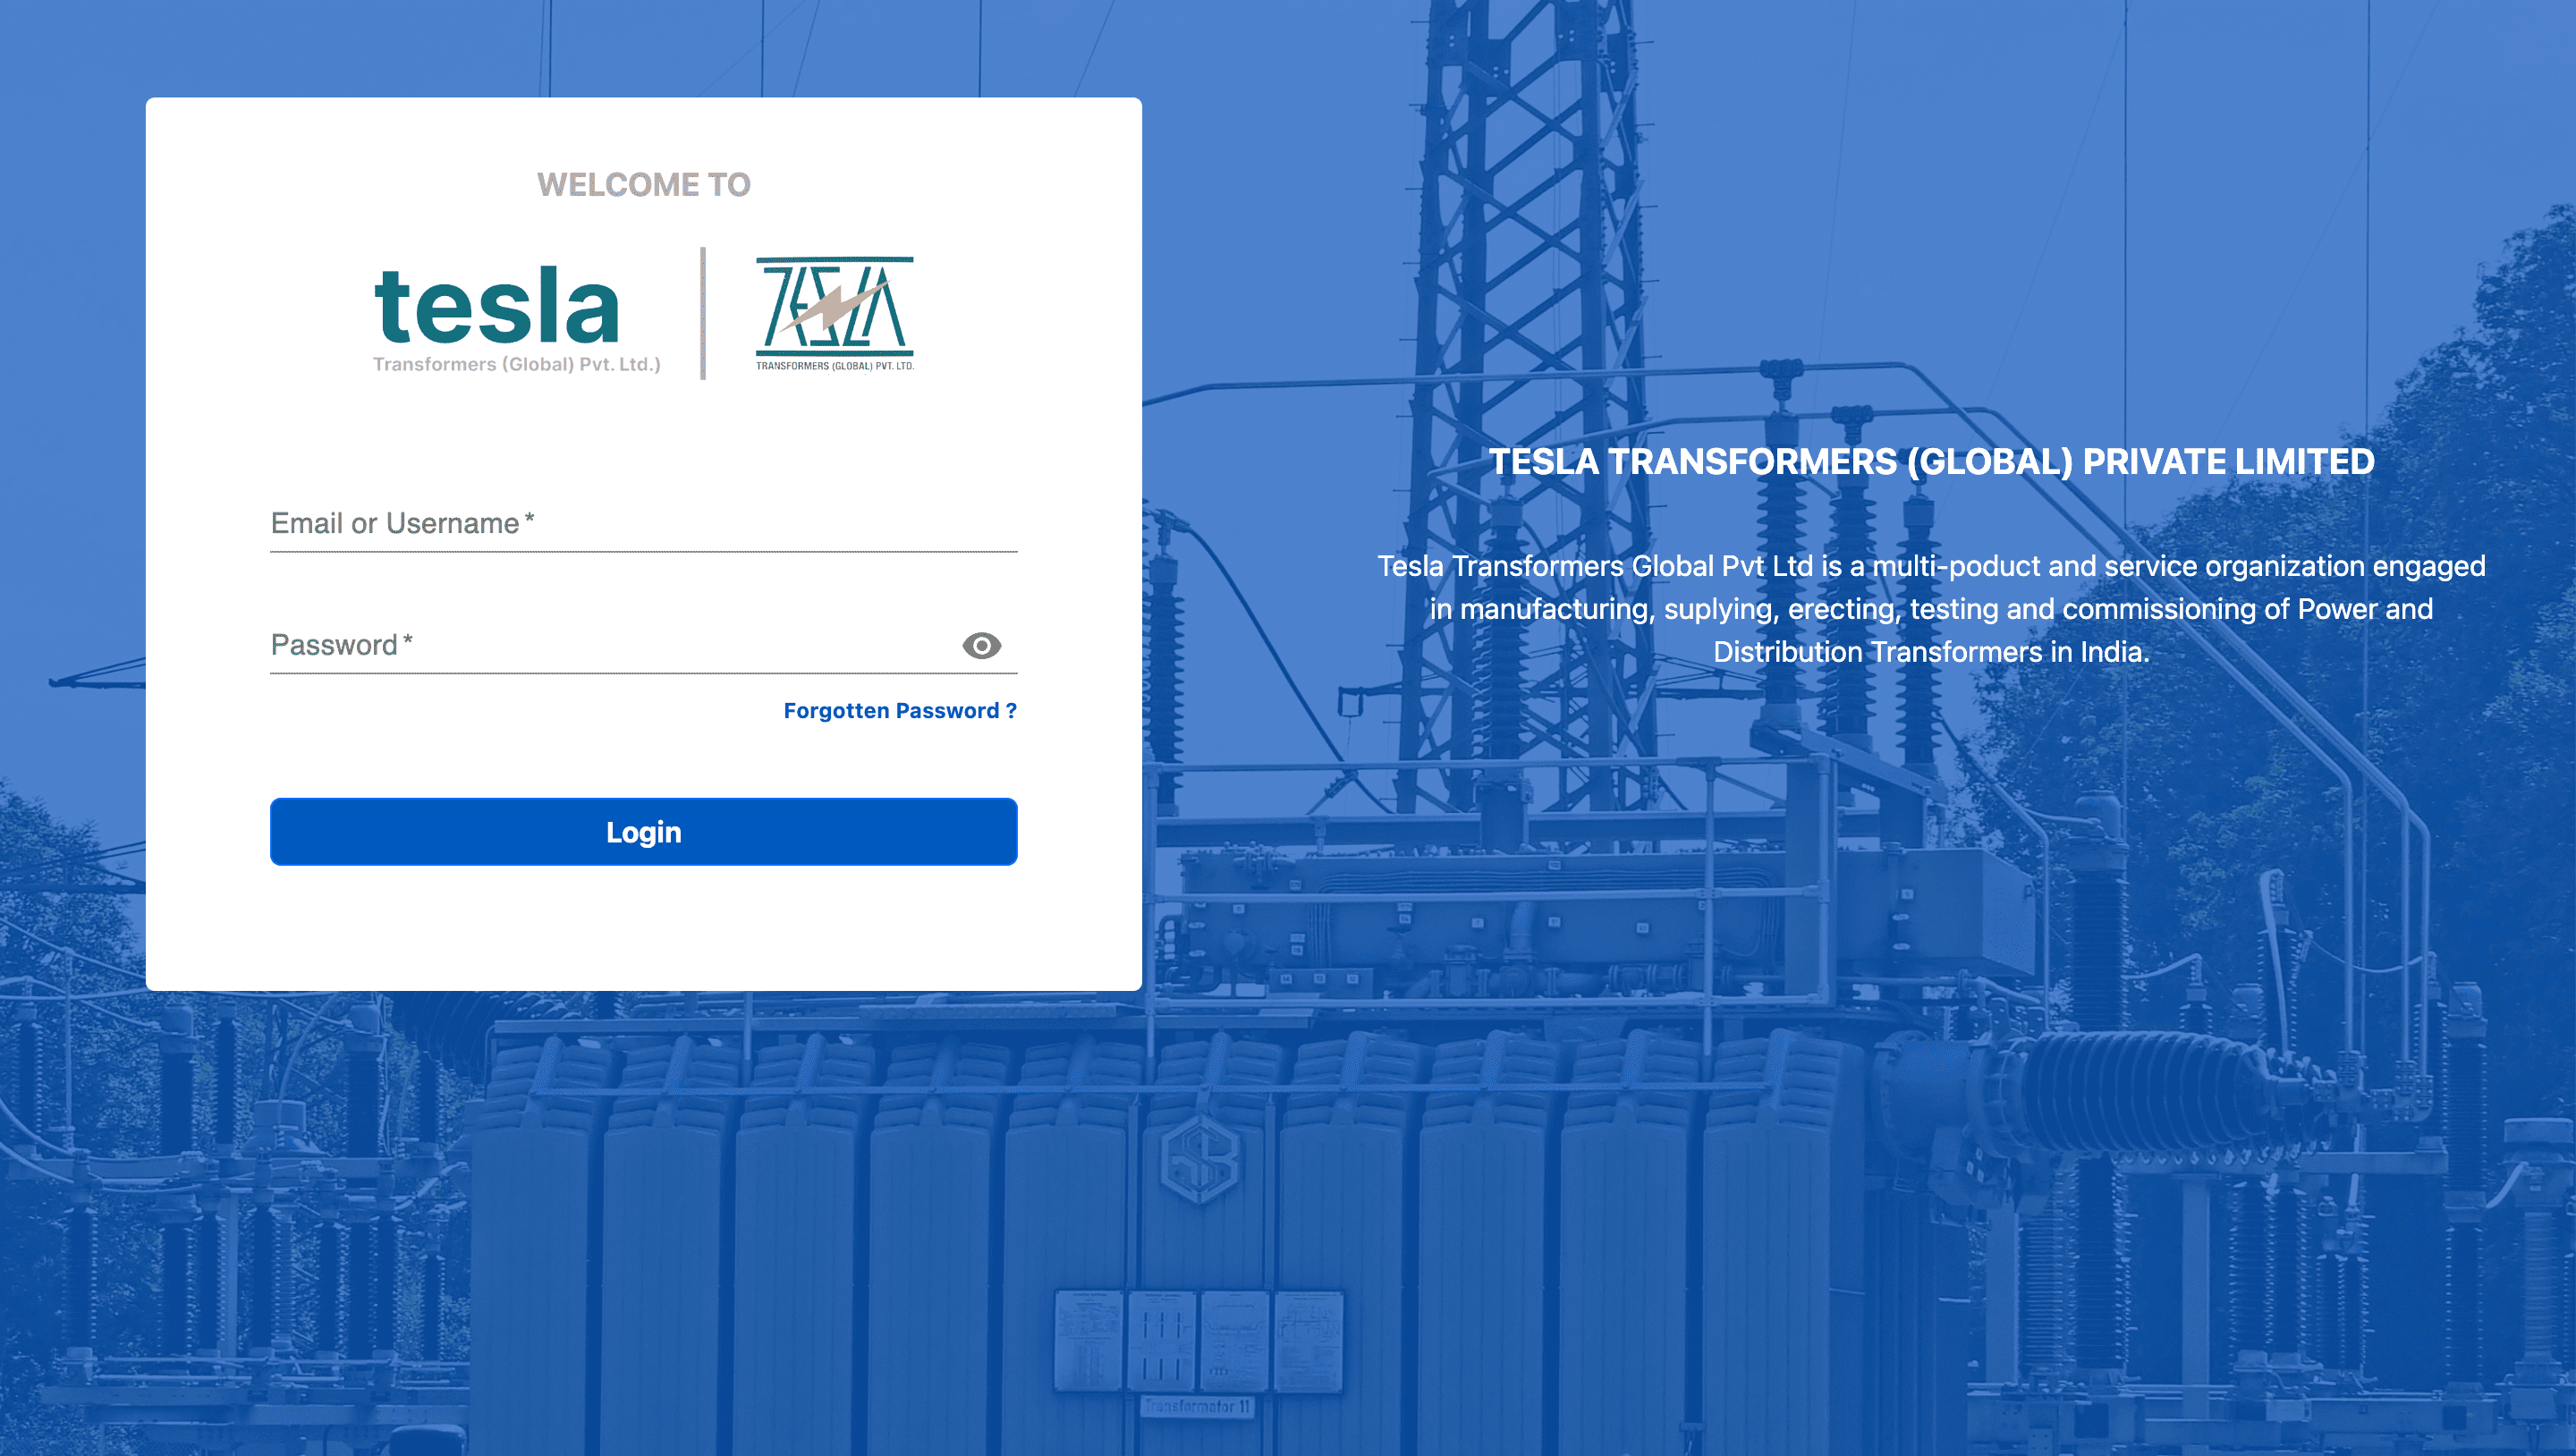 WELCOME TO
tesla
Transformers (Global) Pvt. Ltd.)
TESLA
TRANSFORMERS (GLOBAL) PVT. LTD.
Email or Username *
Password *
Forgotten Password ?
Login
TESLA TRANSFORMERS (GLOBAL) PRIVATE LIMITED
Tesla Transformers Global Pvt Ltd is a multi-poduct and service organization engaged
in manufacturing, suplying, erecting, testing and commissioning of Power and
Distribution Transformers in India.
Transformator 11